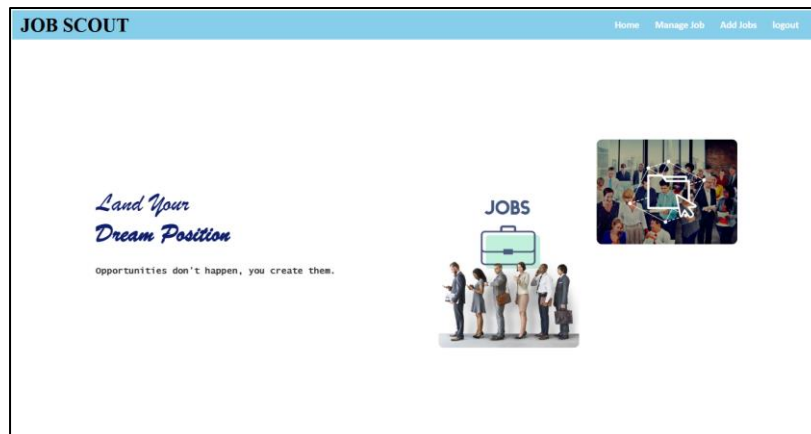 JOB SCOUT
Home Manage Job Add Jobs logout
Land Your
Dream Position
Opportunities don't happen, you create them.
JOBS